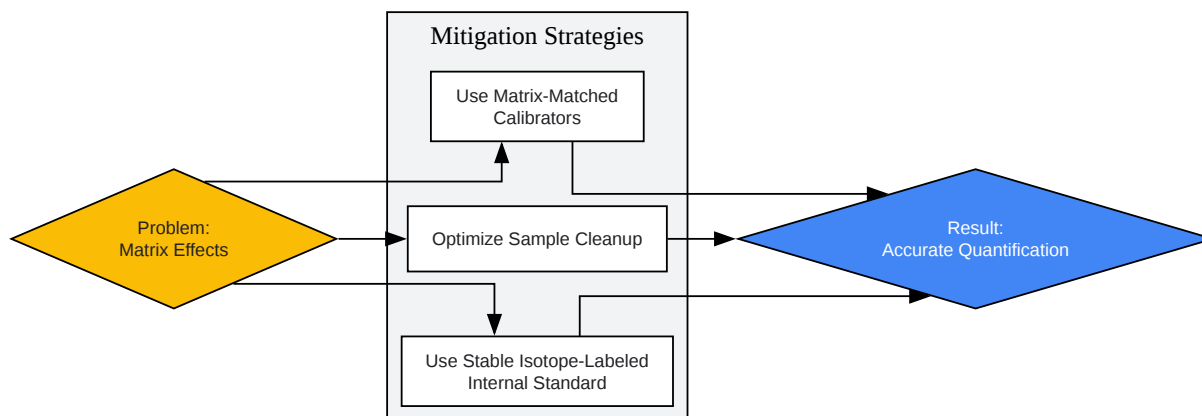 Mitigation Strategies
Use Matrix-Matched
Calibrators
Problem:
Matrix Effects
Optimize Sample Cleanup
Result:
Accurate Quantification
Use Stable Isotope-Labeled
Internal Standard